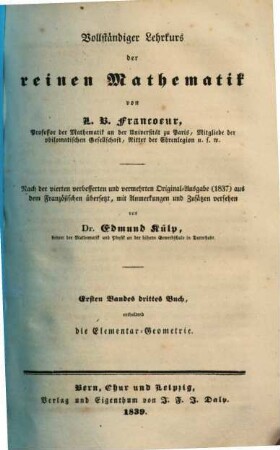 Vollständiger Lehrkurs
der
reinen Mathematik
von
L. B. Francoeur,
Professor der Mathematik an der Universität zu Paris, Mitgliede der
philomatischen Gesellschaft, Ritter der Ehrenlegion u. s. w.
Nach der vierten verbesserten und vermehrten Original-Ausgabe (1837) aus
dem Französischen übersetzt, mit Anmerkungen und Zusätzen versehen
von
Dr. Edmund Külp,
Lehrer der Mathematik und Physik an der höhern Gewerbschule in Darmstadt.
Ersten Bandes drittes Buch,
enthaltend
die Elementar-Geometrie.
Bern, Chur und Leipzig,
Verlag und Eigenthum von J. F. J. Dalp.
1839.